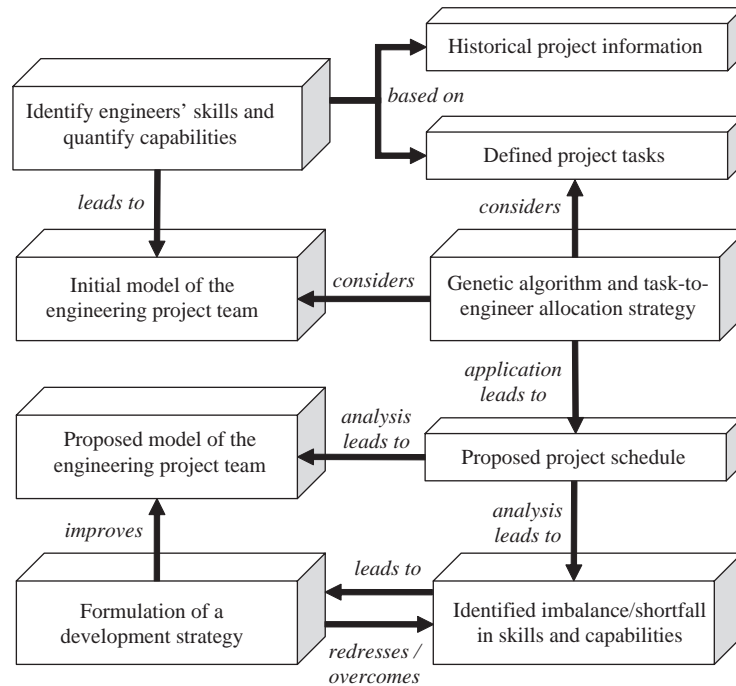 Historical project information
Identify engineers’ skills and
quantify capabilities
based on
Defined project tasks
leads to
considers
Initial model of the
engineering project team
considers
Genetic algorithm and task-to-
engineer allocation strategy
application
leads to
Proposed model of the
engineering project team
analysis
leads to
Proposed project schedule
improves
analysis
leads to
Formulation of a
development strategy
leads to
redresses /
overcomes
Identified imbalance/shortfall
in skills and capabilities